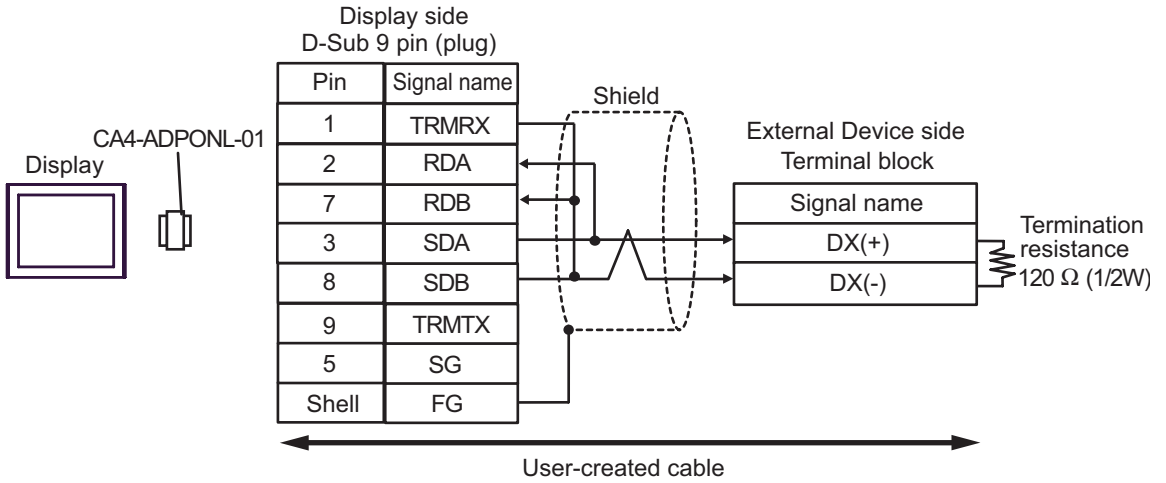 Display side
D-Sub 9 pin (plug)
Pin Signal name
1 TRMRX
2 RDA
7 RDB
3 SDA
8 SDB
9 TRMTX
5 SG
Shell FG
CA4-ADPONL-01
Display
Shield
External Device side
Terminal block
Signal name
DX(+)
DX(-)
Termination
resistance
120 Ω (1/2W)
User-created cable